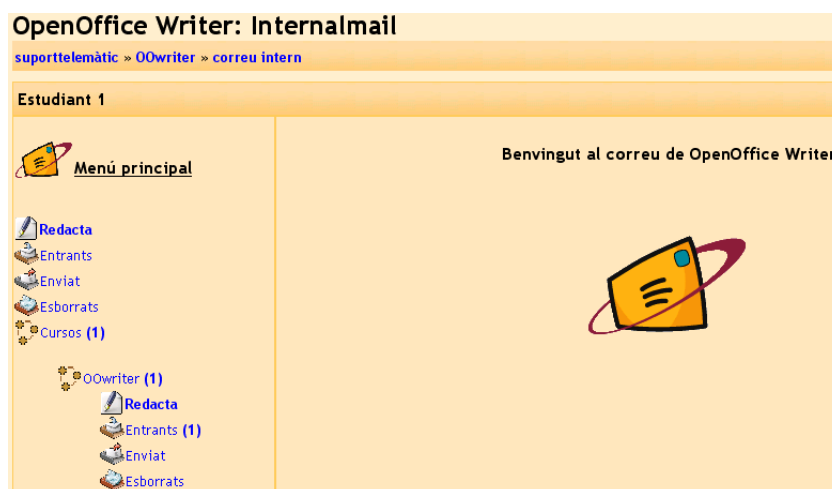 OpenOffice Writer: Internalmail
suporttelemàtic » OOwriter » correu intern
Estudiant 1
Menú principal
Benvingut al correu de OpenOffice Writer
Redacta
Entrants
Enviat
Esborrats
Cursos (1)
OOwriter (1)
Redacta
Entrants (1)
Enviat
Esborrats